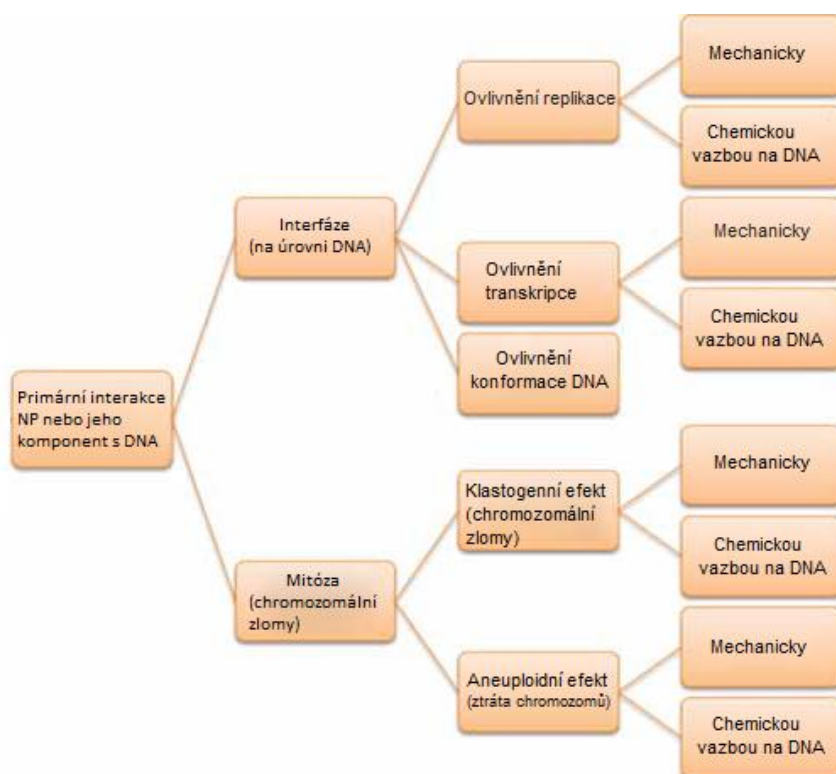 Primární interakce
NP nebo jeho
komponent s DNA
Interfáze
(na úrovni DNA)
Ovlivnění replikace
Mechanicky
Chemickou
vazbou na DNA
Ovlivnění
transkripce
Mechanicky
Chemickou
vazbou na DNA
Ovlivnění
konformace DNA
Mitóza
(chromozomální
zlomy)
Klastogenní efekt
(chromozomální
zlomy)
Mechanicky
Chemickou
vazbou na DNA
Aneuploidní efekt
(ztráta chromozomů)
Mechanicky
Chemickou
vazbou na DNA